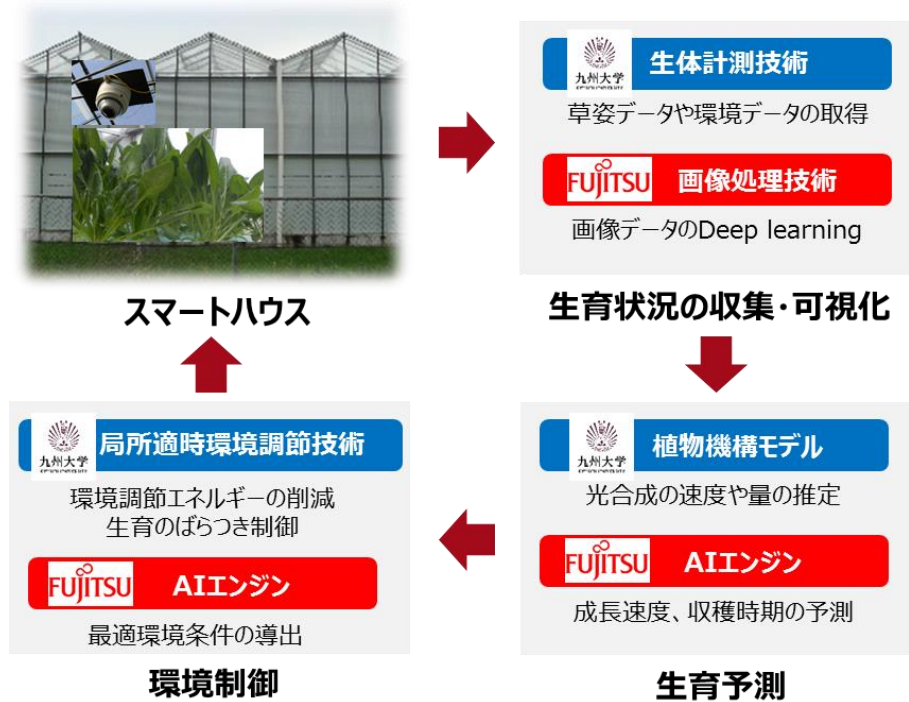 九州大学
生体計測技術
草姿データや環境データの取得
FUJITSU
画像処理技術
画像データのDeep learning
スマートハウス
生育状況の収集・可視化
九州大学
局所適時環境調節技術
環境調節エネルギーの削減
生育のばらつき制御
FUJITSU
AIエンジン
最適環境条件の導出
環境制御
九州大学
植物機構モデル
光合成の速度や量の推定
FUJITSU
AIエンジン
成長速度、収穫時期の予測
生育予測